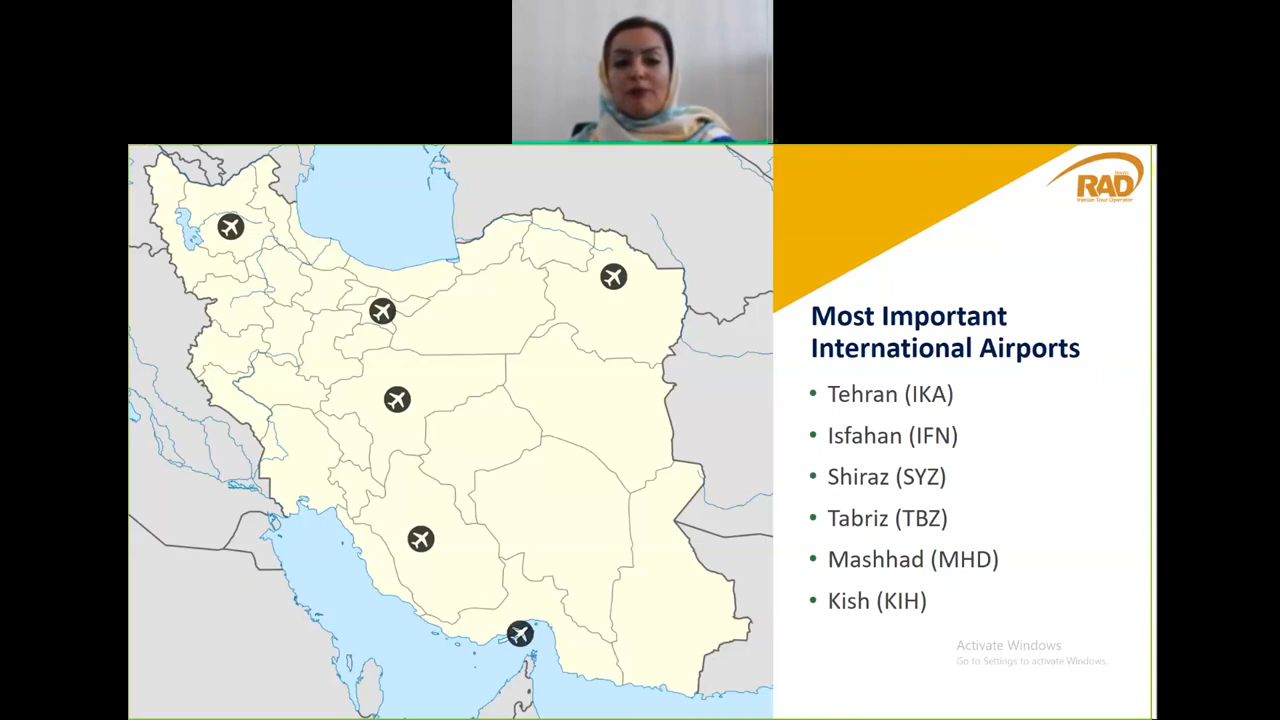 RAD
Iranian Tour Operator
Most Important
International Airports
• Tehran (IKA)
• Isfahan (IFN)
• Shiraz (SYZ)
• Tabriz (TBZ)
• Mashhad (MHD)
• Kish (KIH)
Activate Windows
Go to Settings to activate Windows.